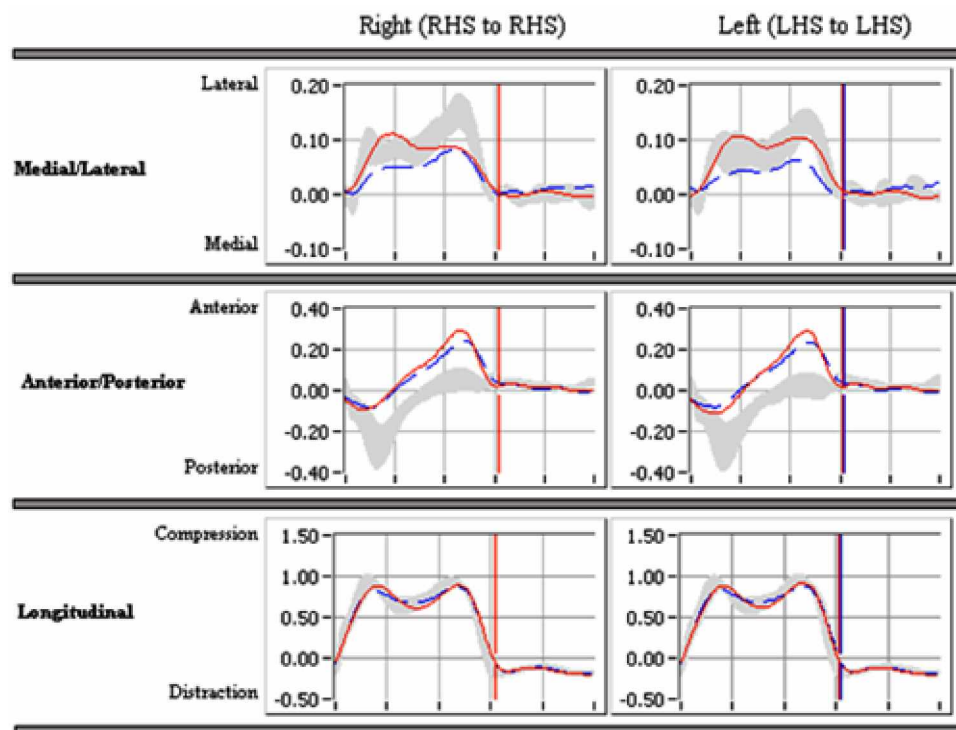 Right (RHS to RHS) Left (LHS to LHS)
Lateral
0.20 0.20
0.10 0.10
Medial/Lateral
0.00 0.00
Medial
-0.10 -0.10
Anterior
0.40 0.40
0.20 0.20
Anterior/Posterior
0.00 0.00
-0.20 -0.20
Posterior
-0.40 -0.40
Compression
1.50 1.50
1.00 1.00
Longitudinal
0.50 0.50
0.00 0.00
Distraction
-0.50 -0.50